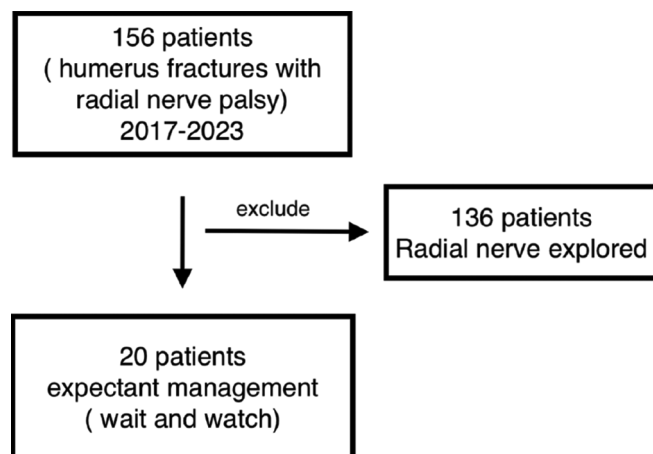 156 patients
( humerus fractures with
radial nerve palsy)
2017-2023
exclude
136 patients
Radial nerve explored
20 patients
expectant management
( wait and watch)